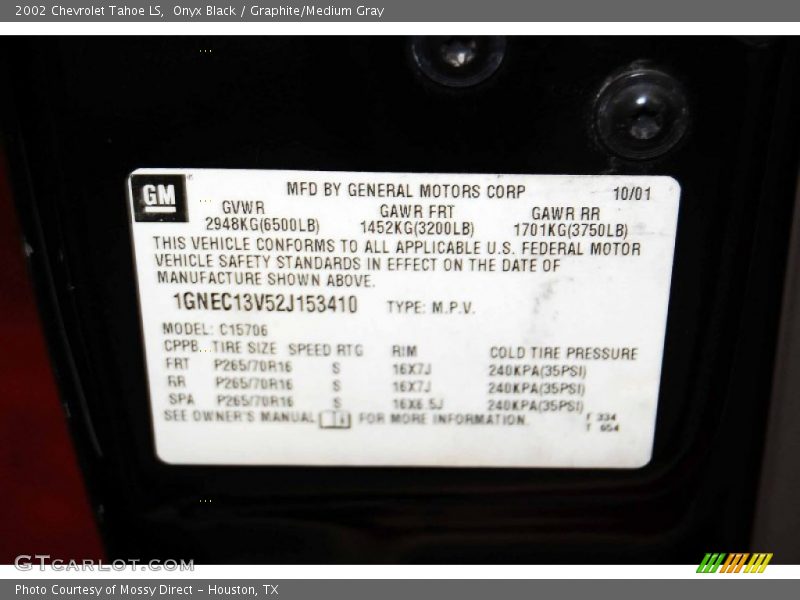 2002 Chevrolet Tahoe LS, Onyx Black / Graphite/Medium Gray
GM MFD BY GENERAL MOTORS CORP 10/01
GVWR GAWR FRT GAWR RR
2948KG(6500LB) 1452KG(3200LB) 1701KG(3750LB)
THIS VEHICLE CONFORMS TO ALL APPLICABLE U.S. FEDERAL MOTOR
VEHICLE SAFETY STANDARDS IN EFFECT ON THE DATE OF
MANUFACTURE SHOWN ABOVE.
1GNEC13V52J153410 TYPE: M.P.V.
MODEL: C15706
CPPB TIRE SIZE SPEED RTG RIM COLD TIRE PRESSURE
FRT P265/70R16 S 16X7J 240KPA(35PSI)
RR P265/70R16 S 16X7J 240KPA(35PSI)
SPA P265/70R16 S 16X6.5J 240KPA(35PSI)
SEE OWNER'S MANUAL FOR MORE INFORMATION.
F 334
T 654
GTCARLOT.COM
Photo Courtesy of Mossy Direct - Houston, TX